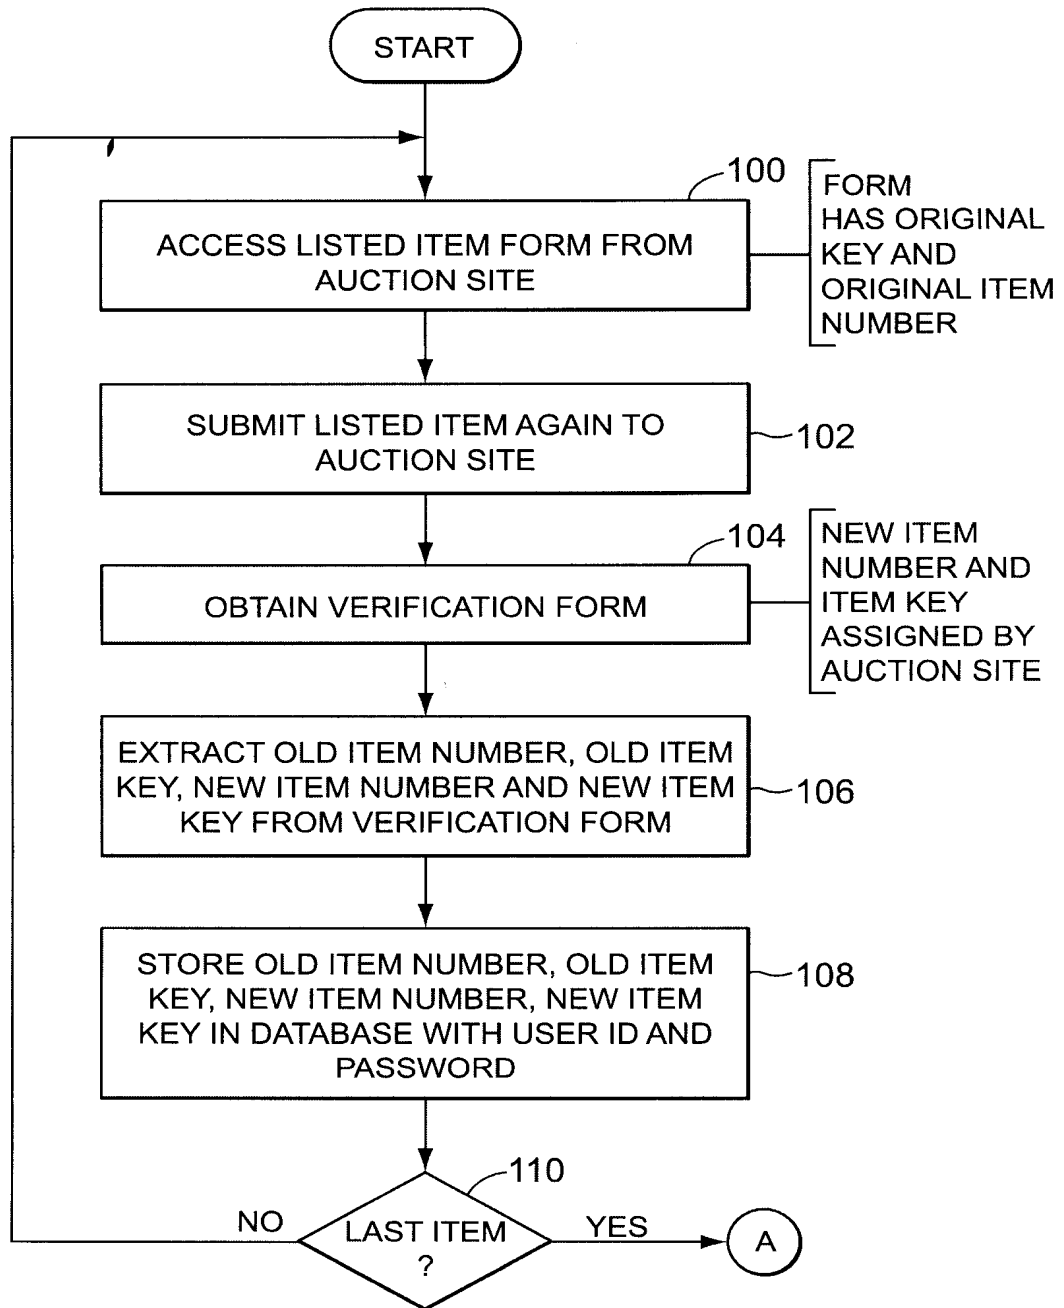 START
100
FORM
HAS ORIGINAL
KEY AND
ORIGINAL ITEM
NUMBER
ACCESS LISTED ITEM FORM FROM
AUCTION SITE
SUBMIT LISTED ITEM AGAIN TO
AUCTION SITE
102
104
NEW ITEM
NUMBER AND
ITEM KEY
ASSIGNED BY
AUCTION SITE
OBTAIN VERIFICATION FORM
EXTRACT OLD ITEM NUMBER, OLD ITEM
KEY, NEW ITEM NUMBER AND NEW ITEM
KEY FROM VERIFICATION FORM
106
STORE OLD ITEM NUMBER, OLD ITEM
KEY, NEW ITEM NUMBER, NEW ITEM
KEY IN DATABASE WITH USER ID AND
PASSWORD
108
110
NO
LAST ITEM
?
YES
A